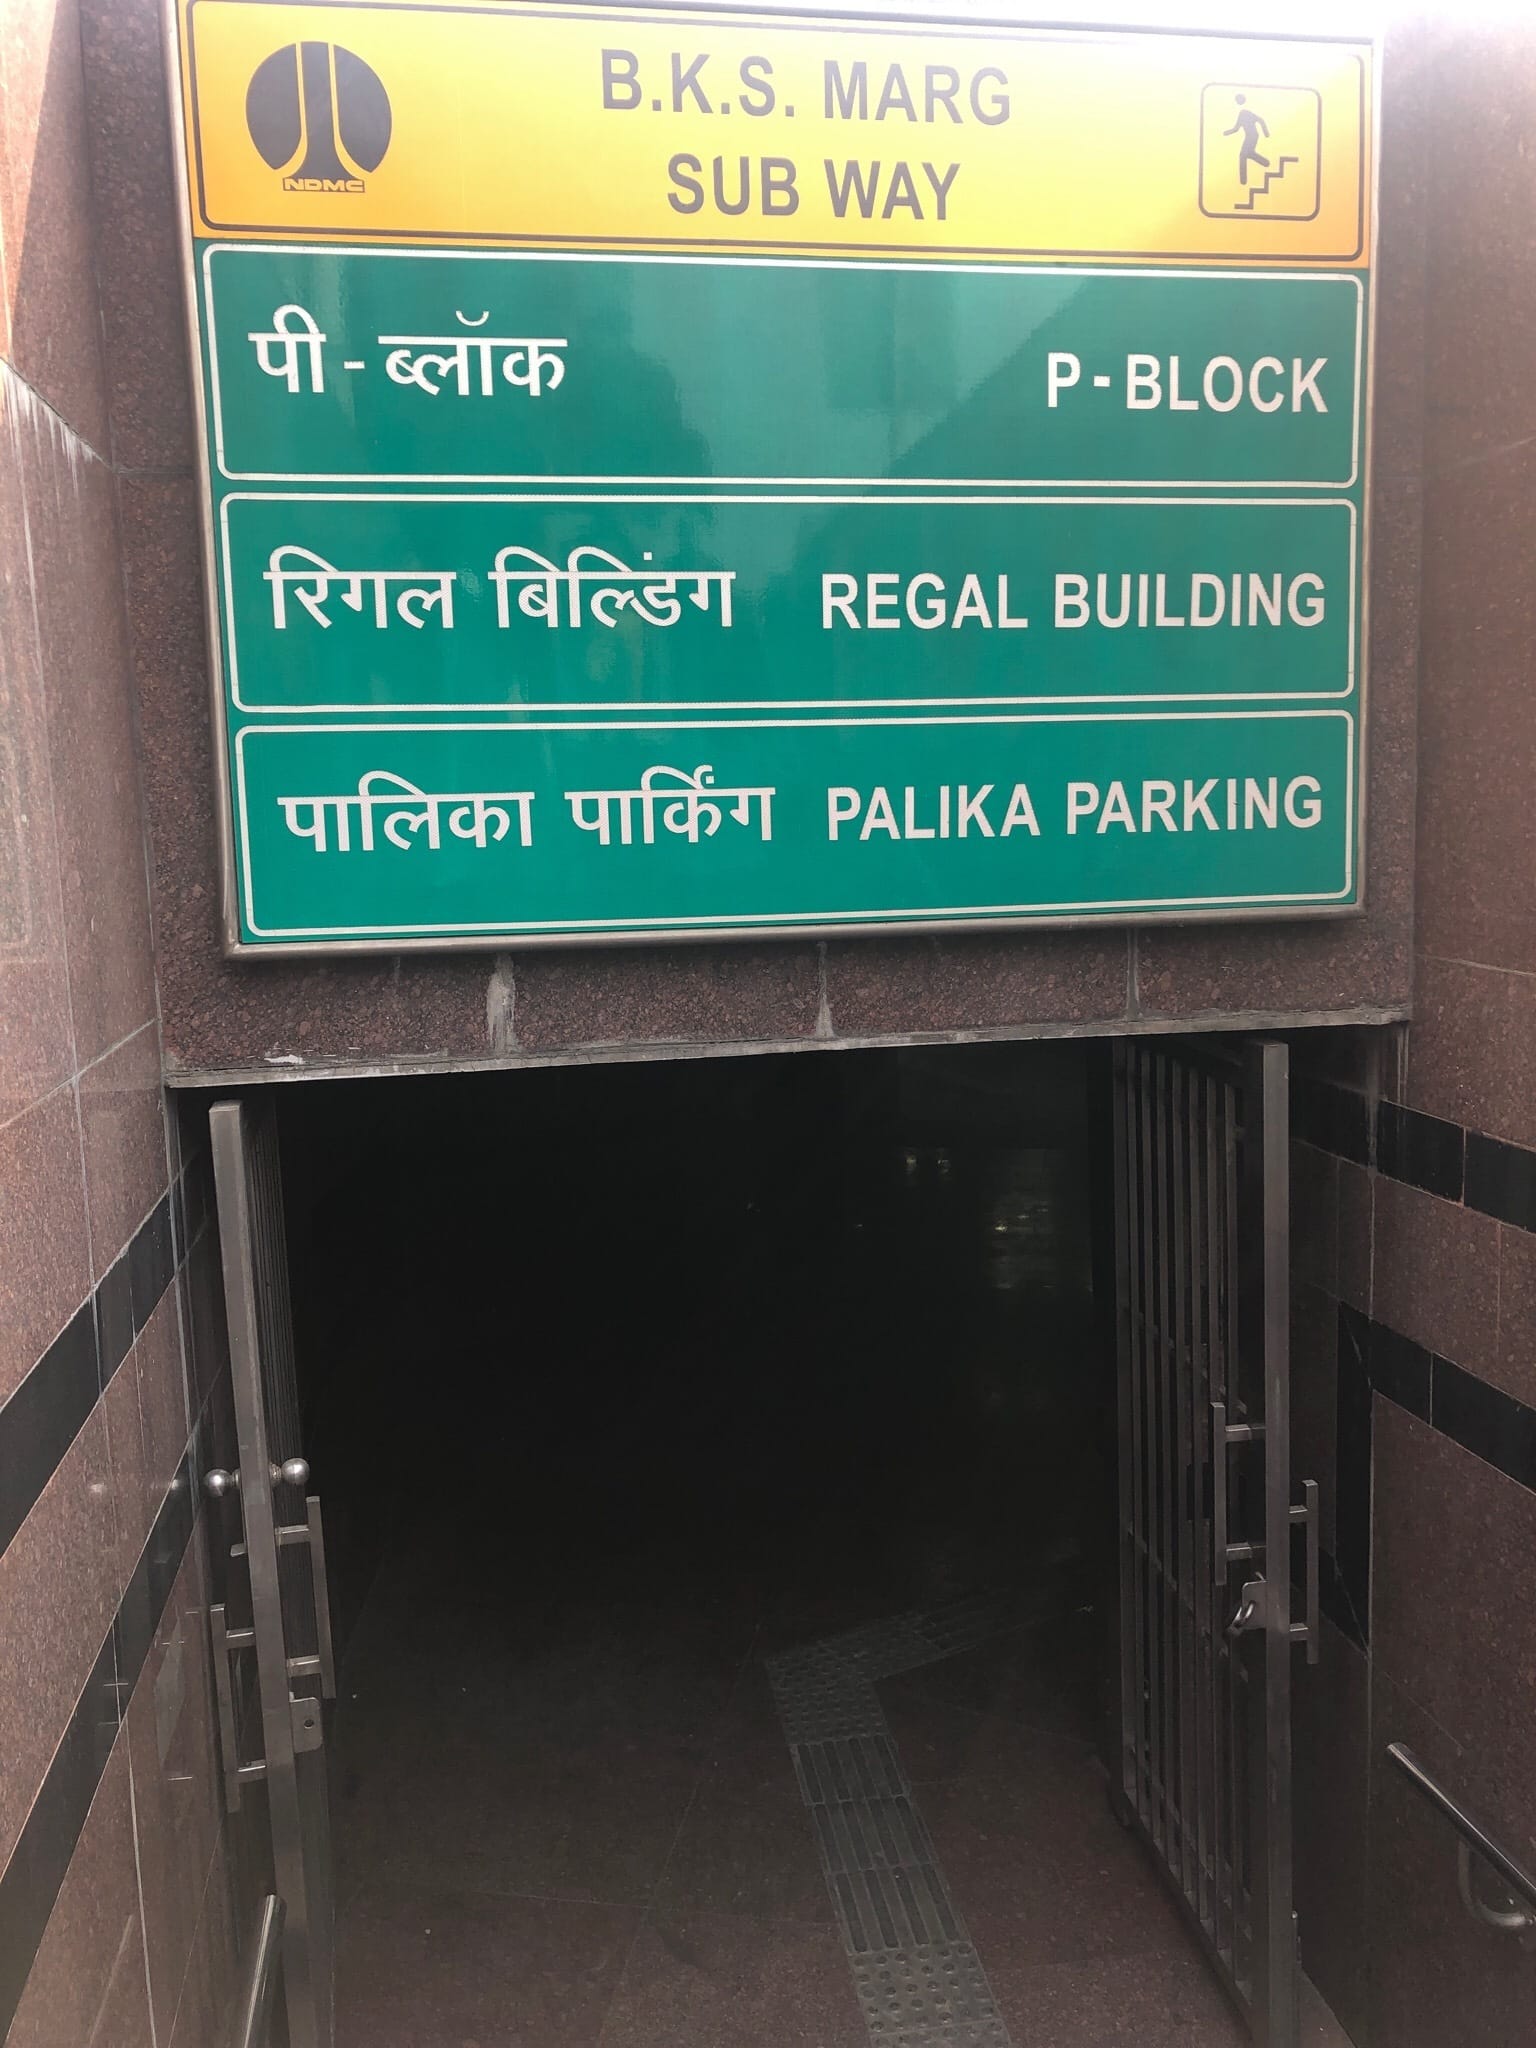 NDMC
B.K.S. MARG
SUB WAY
पी - ब्लॉक P - BLOCK
रिगल बिल्डिंग REGAL BUILDING
पालिका पार्किंग PALIKA PARKING